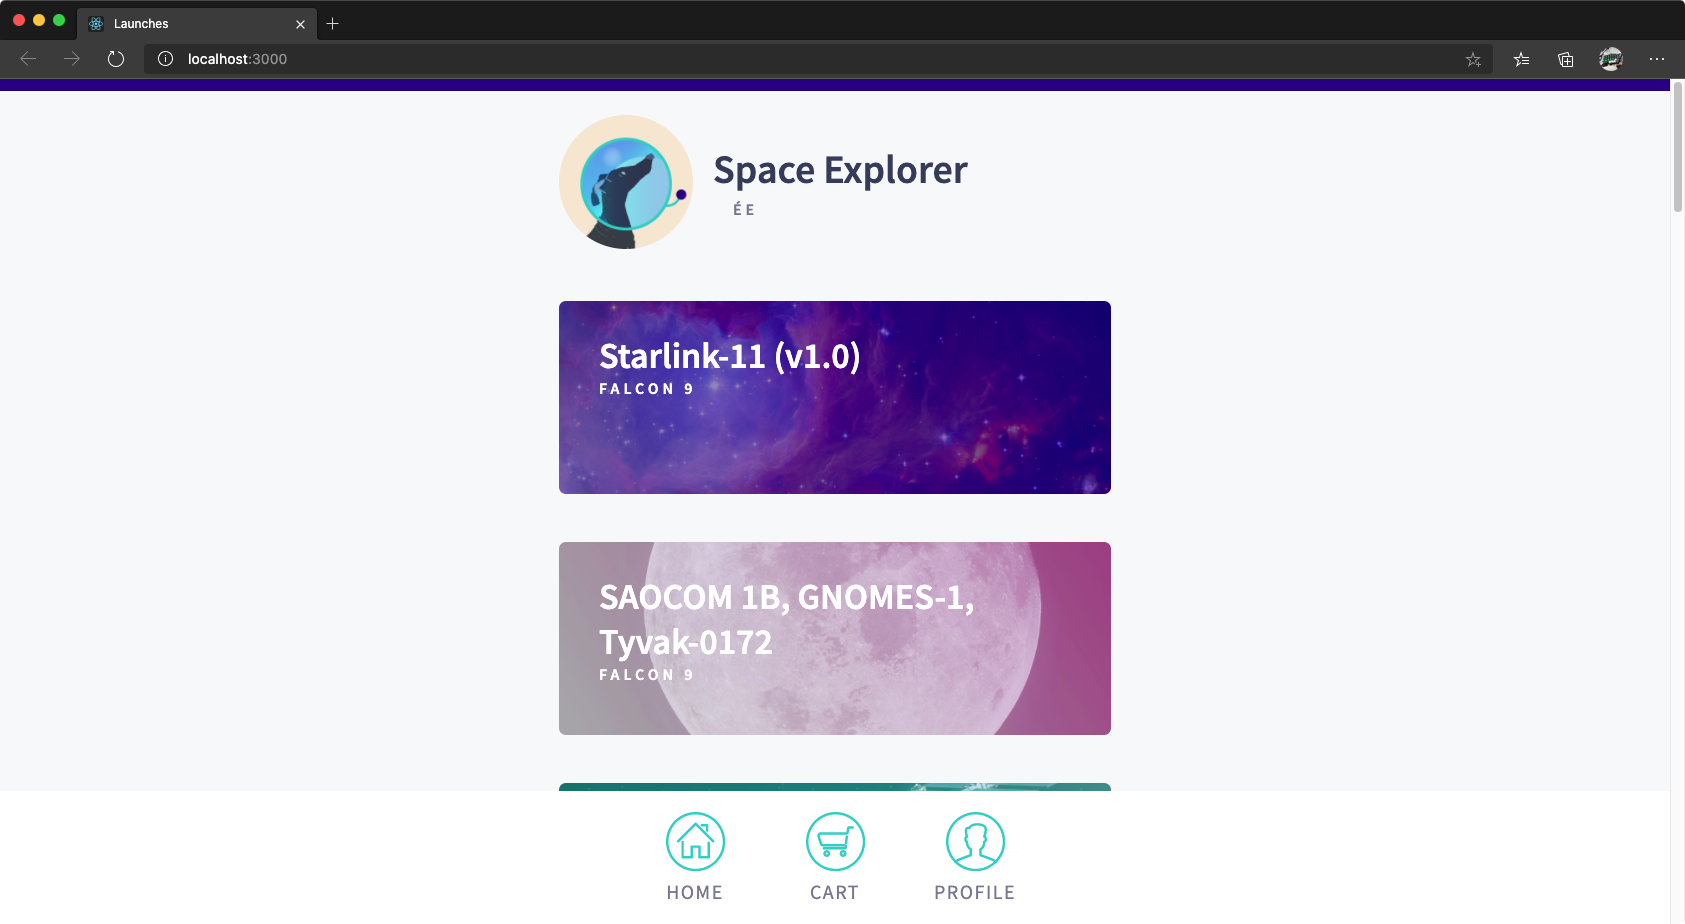 Launches
localhost:3000
Space Explorer
ÉE
Starlink-11 (v1.0)
FALCON 9
SAOCOM 1B, GNOMES-1,
Tyvak-0172
FALCON 9
HOME CART PROFILE